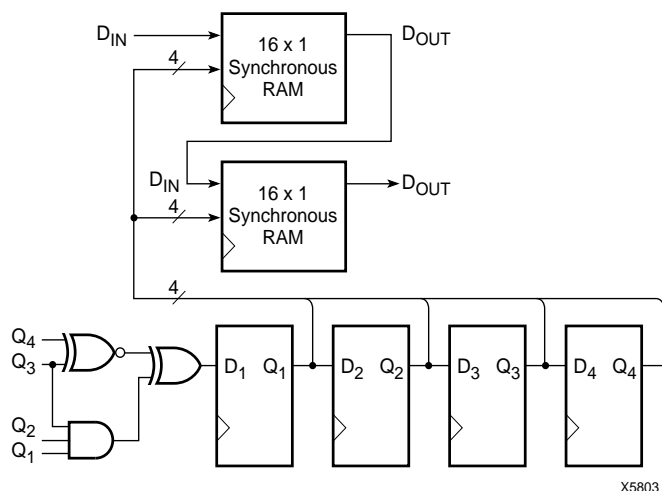 D_IN
4
16 x 1
Synchronous
RAM
D_OUT
D_IN
4
16 x 1
Synchronous
RAM
D_OUT
4
Q_4
Q_3
Q_2
Q_1
D_1 Q_1
D_2 Q_2
D_3 Q_3
D_4 Q_4
X5803